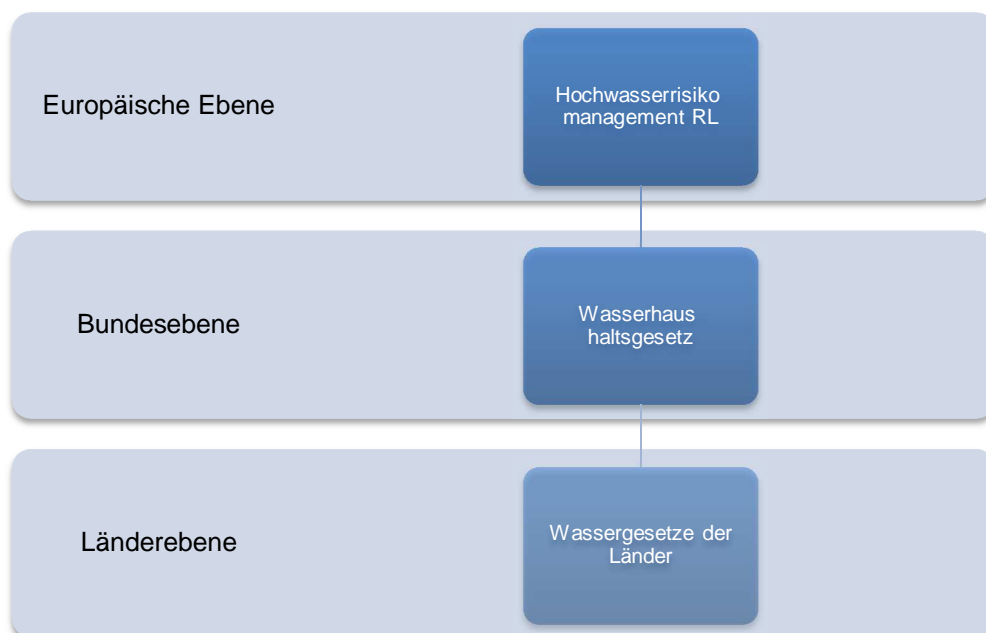 Europäische Ebene
Hochwasserrisiko
management RL
Bundesebene
Wasserhaus
haltsgesetz
Länderebene
Wassergesetze der
Länder